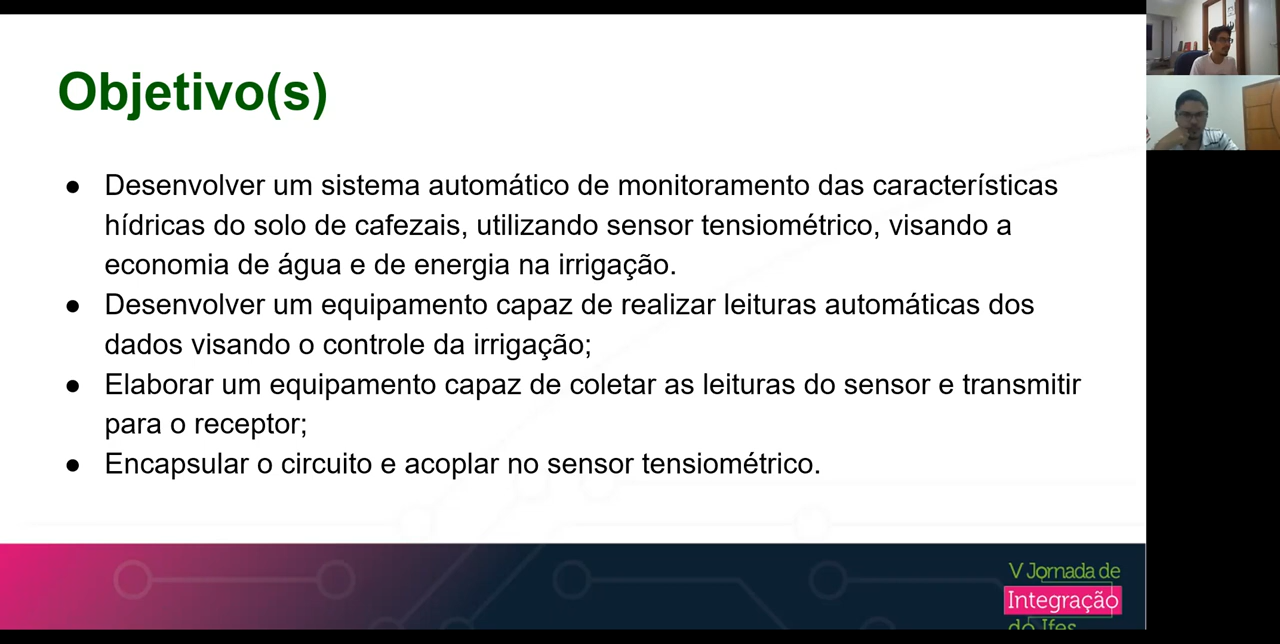 Objetivo(s)
● Desenvolver um sistema automático de monitoramento das características
hídricas do solo de cafezais, utilizando sensor tensiométrico, visando a
economia de água e de energia na irrigação.
● Desenvolver um equipamento capaz de realizar leituras automáticas dos
dados visando o controle da irrigação;
● Elaborar um equipamento capaz de coletar as leituras do sensor e transmitir
para o receptor;
● Encapsular o circuito e acoplar no sensor tensiométrico.
V Jornada de
Integração
do Ifes